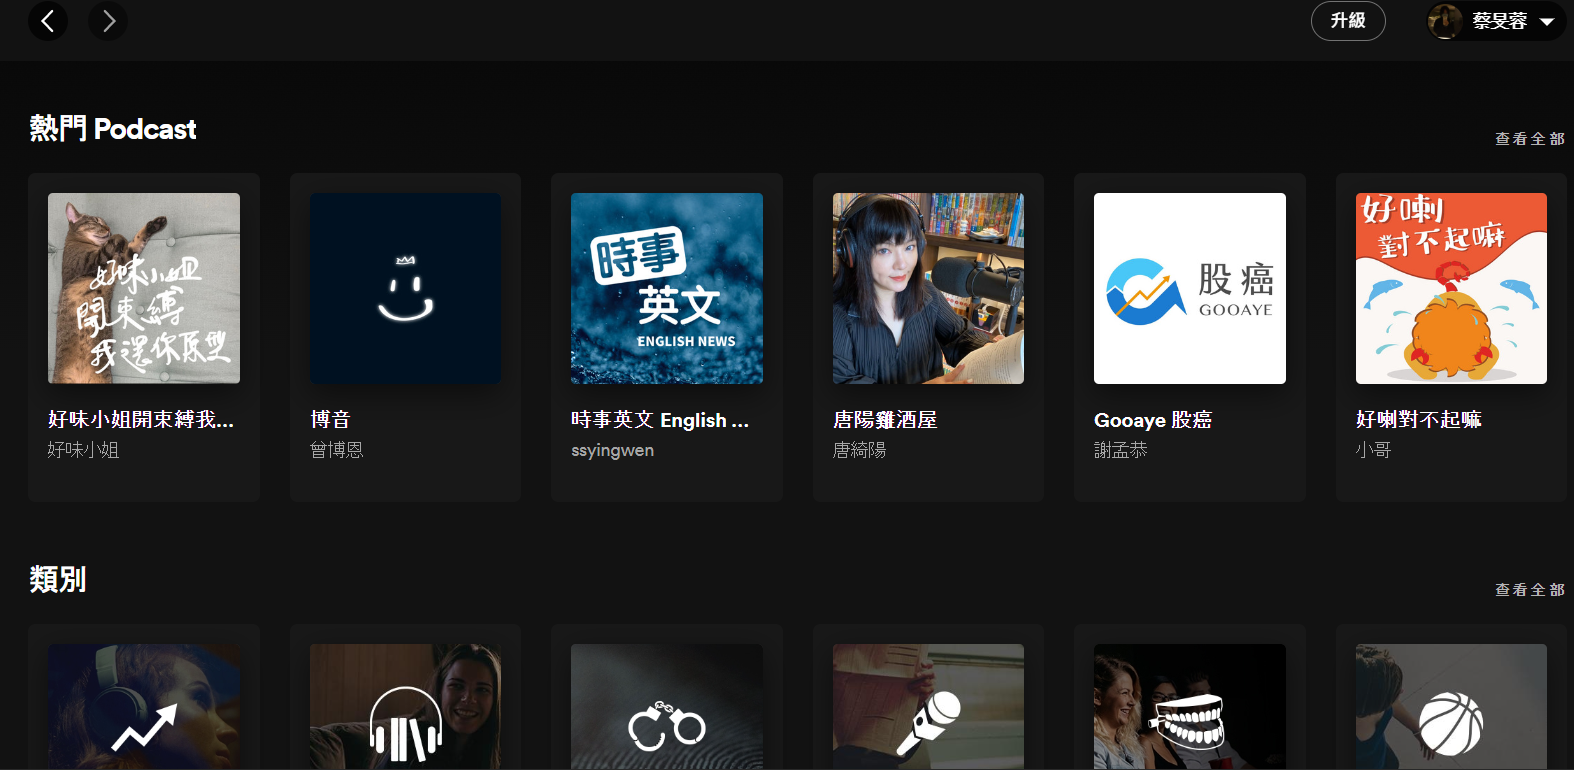 升級
蔡旻蓉
熱門 Podcast
查看全部
好味小姐
開束縛
我還你原型
好味小姐開束縛我...
好味小姐
博音
曾博恩
時事
英文
ENGLISH NEWS
時事英文 English ...
ssyingwen
唐陽雞酒屋
唐綺陽
股癌
GOOAYE
Gooaye 股癌
謝孟恭
好喇
對不起嘛
好喇對不起嘛
小哥
類別
查看全部